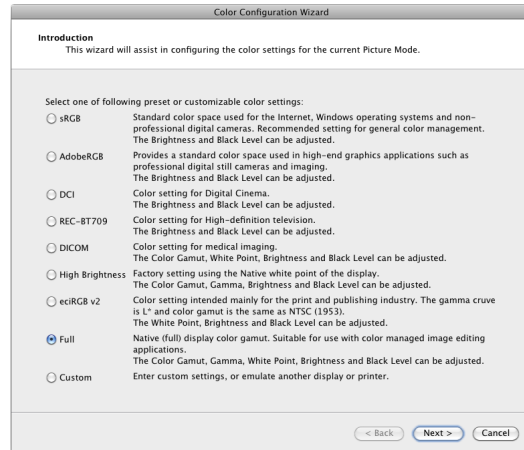 Color Configuration Wizard
Introduction
This wizard will assist in configuring the color settings for the current Picture Mode.
Select one of following preset or customizable color settings:
sRGB Standard color space used for the Internet, Windows operating systems and non-
professional digital cameras. Recommended setting for general color management.
The Brightness and Black Level can be adjusted.
AdobeRGB Provides a standard color space used in high-end graphics applications such as
professional digital still cameras and imaging.
The Brightness and Black Level can be adjusted.
DCI Color setting for Digital Cinema.
The Brightness and Black Level can be adjusted.
REC-BT709 Color setting for High-definition television.
The Brightness and Black Level can be adjusted.
DICOM Color setting for medical imaging.
The Color Gamut, White Point, Brightness and Black Level can be adjusted.
High Brightness Factory setting using the Native white point of the display.
The Color Gamut, Gamma, Brightness and Black Level can be adjusted.
eciRGB v2 Color setting intended mainly for the print and publishing industry. The gamma cruve
is L* and color gamut is the same as NTSC (1953).
The White Point, Brightness and Black Level can be adjusted.
Full Native (full) display color gamut. Suitable for use with color managed image editing
applications.
The Color Gamut, Gamma, White Point, Brightness and Black Level can be adjusted.
Custom Enter custom settings, or emulate another display or printer.
< Back Next > Cancel